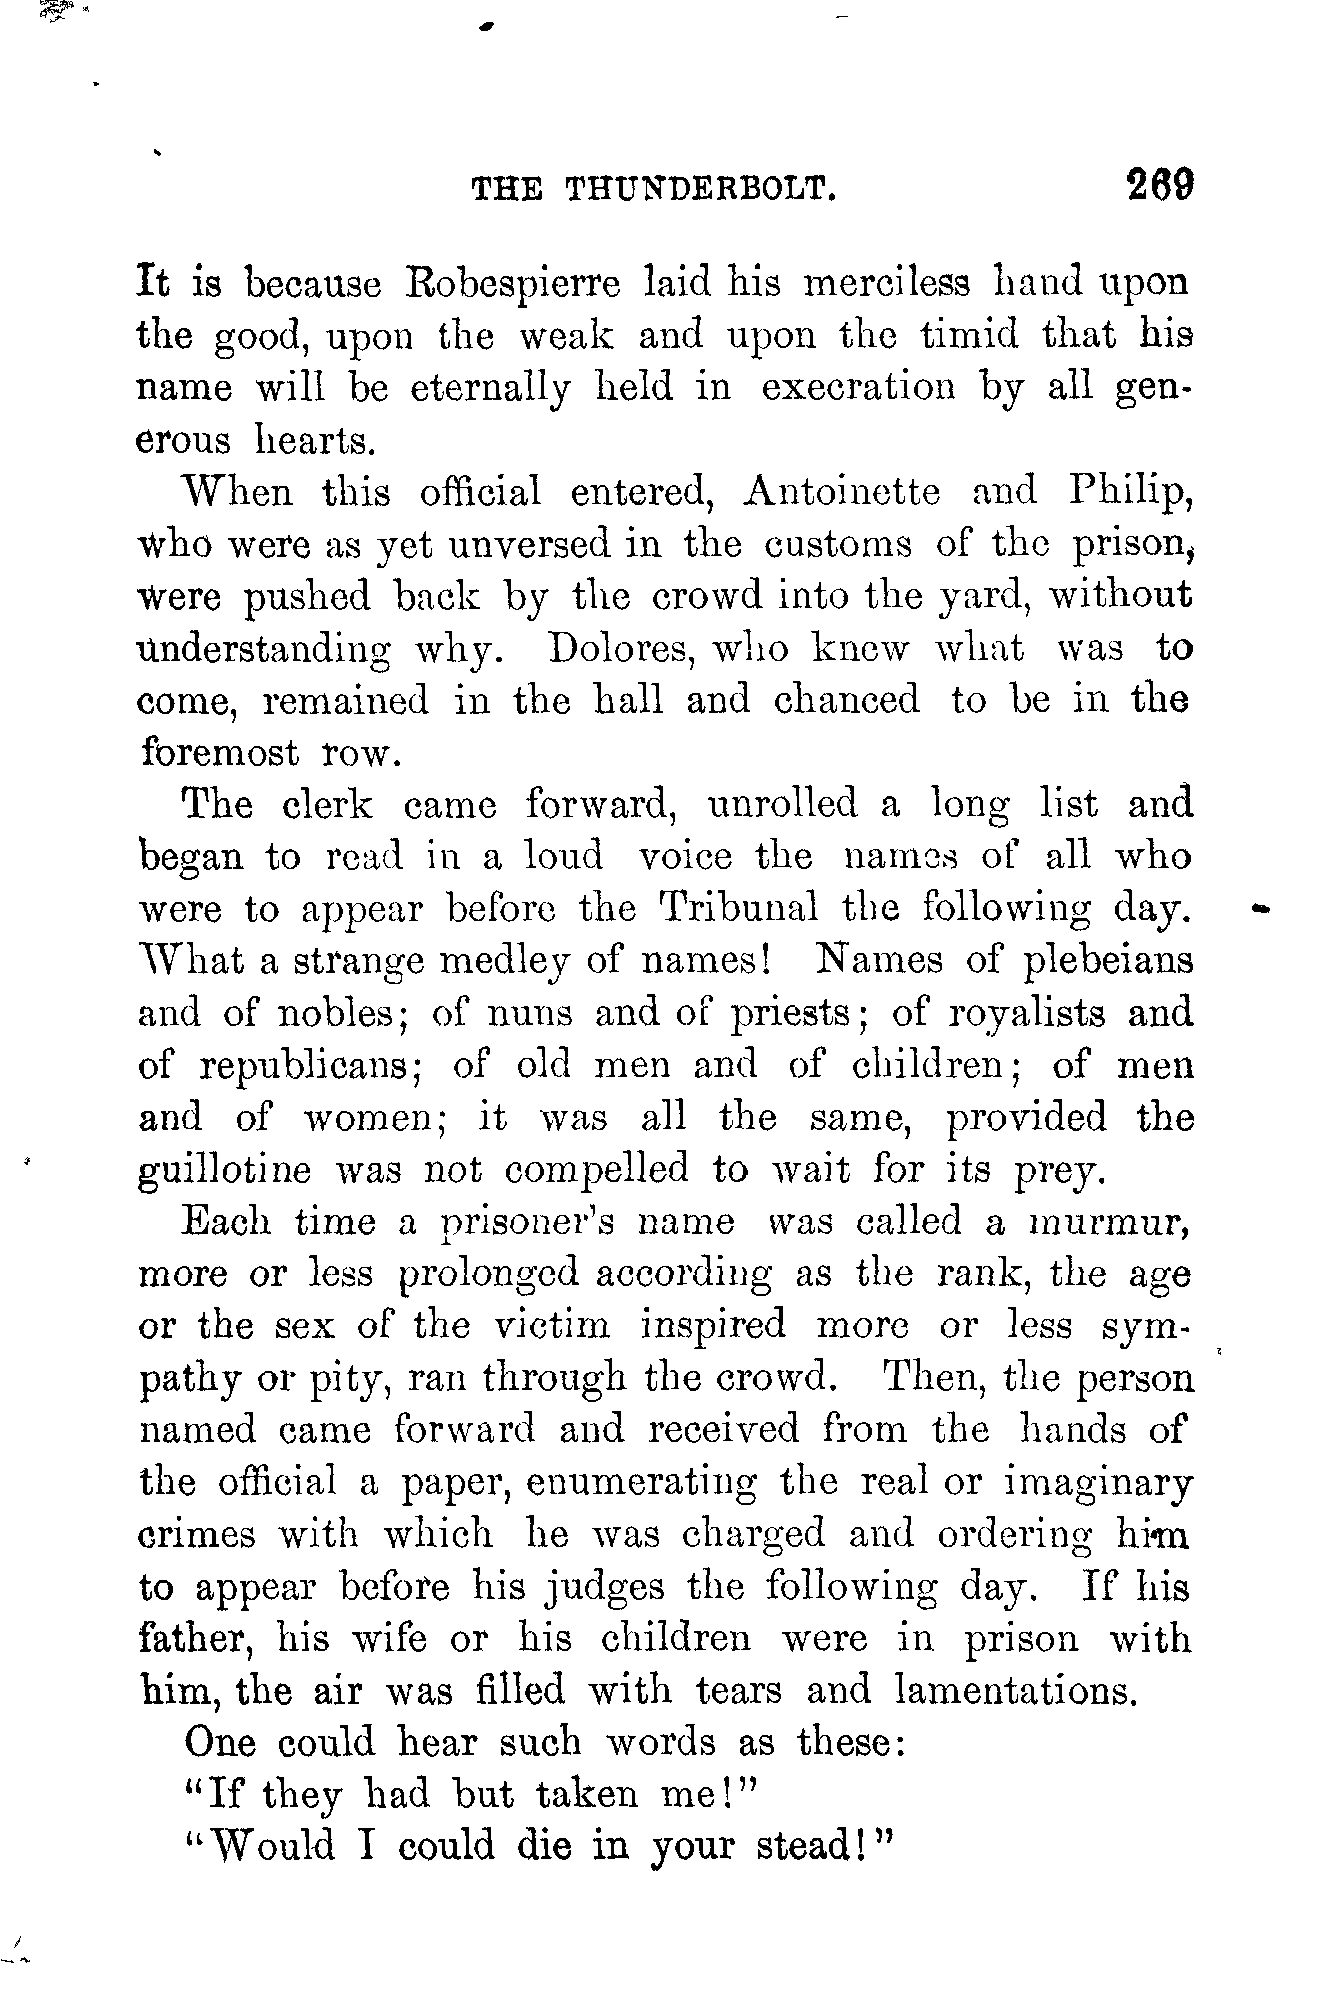 THE THUNDERBOLT. 269
It is because Robespierre laid his merciless hand upon
the good, upon the weak and upon the timid that his
name will be eternally held in execration by all gen-
erous hearts.
When this official entered, Antoinette and Philip,
who were as yet unversed in the customs of the prison,
were pushed back by the crowd into the yard, without
understanding why. Dolores, who knew what was to
come, remained in the hall and chanced to be in the
foremost row.
The clerk came forward, unrolled a long list and
began to read in a loud voice the names of all who
were to appear before the Tribunal the following day.
What a strange medley of names! Names of plebeians
and of nobles; of nuns and of priests; of royalists and
of republicans; of old men and of children; of men
and of women; it was all the same, provided the
guillotine was not compelled to wait for its prey.
Each time a prisoner's name was called a murmur,
more or less prolonged according as the rank, the age
or the sex of the victim inspired more or less sym-
pathy or pity, ran through the crowd. Then, the person
named came forward and received from the hands of
the official a paper, enumerating the real or imaginary
crimes with which he was charged and ordering him
to appear before his judges the following day. If his
father, his wife or his children were in prison with
him, the air was filled with tears and lamentations.
One could hear such words as these:
"If they had but taken me!"
"Would I could die in your stead!"